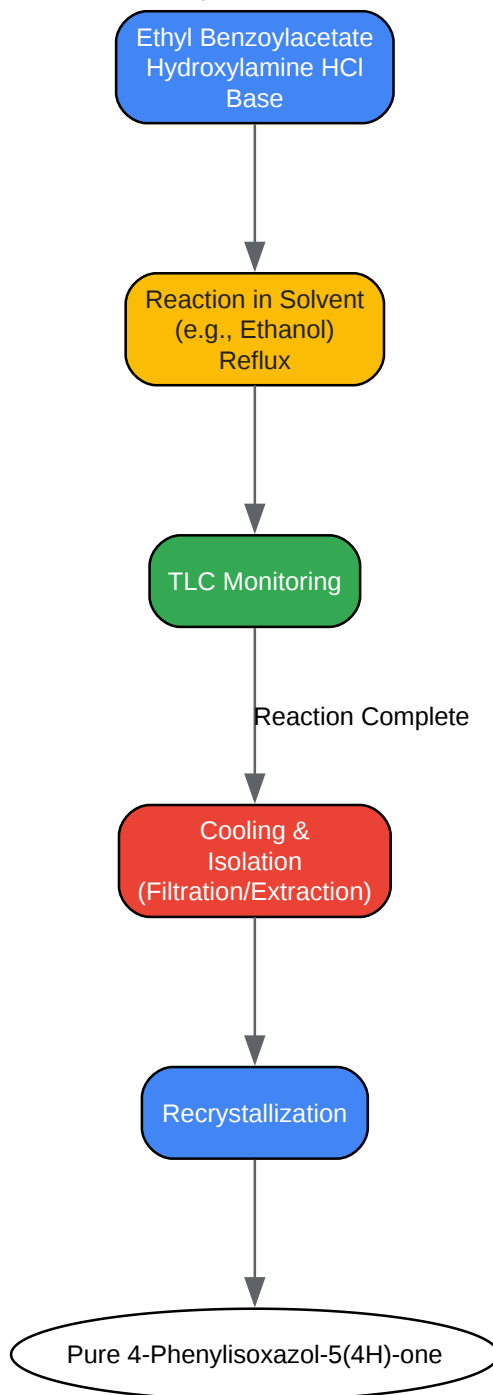 Ethyl Benzoylacetate
Hydroxylamine HCl
Base
Reaction in Solvent
(e.g., Ethanol)
Reflux
TLC Monitoring
Reaction Complete
Cooling &
Isolation
(Filtration/Extraction)
Recrystallization
Pure 4-Phenylisoxazol-5(4H)-one